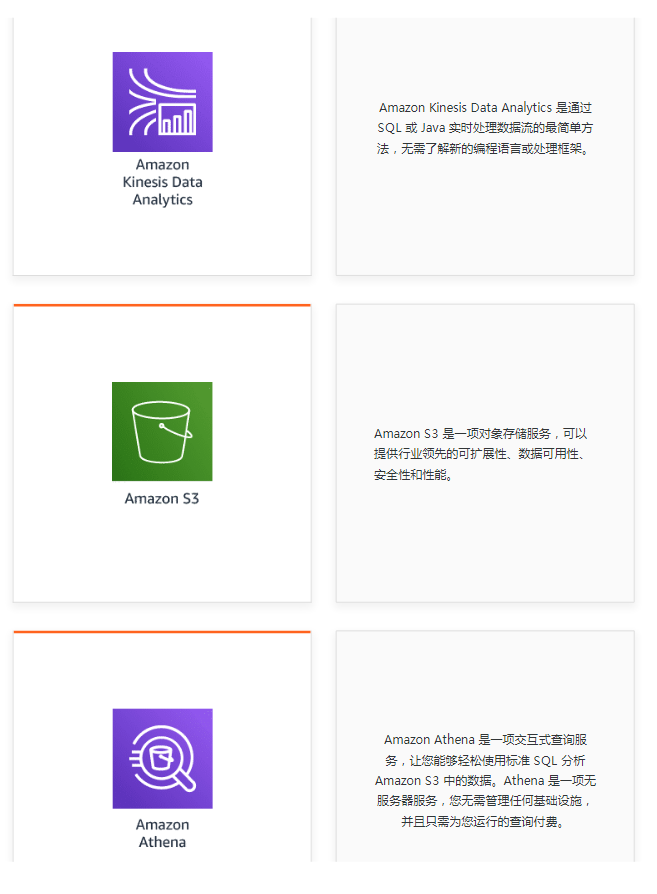 Amazon
Kinesis Data
Analytics
Amazon Kinesis Data Analytics 是通过
SQL 或 Java 实时处理数据流的最简单方
法，无需了解新的编程语言或处理框架。
Amazon S3
Amazon S3 是一项对象存储服务，可以
提供行业领先的可扩展性、数据可用性、
安全性和性能。
Amazon
Athena
Amazon Athena 是一项交互式查询服
务，让您能够轻松使用标准 SQL 分析
Amazon S3 中的数据。Athena 是一项无
服务器服务，您无需管理任何基础设施，
并且只需为您运行的查询付费。